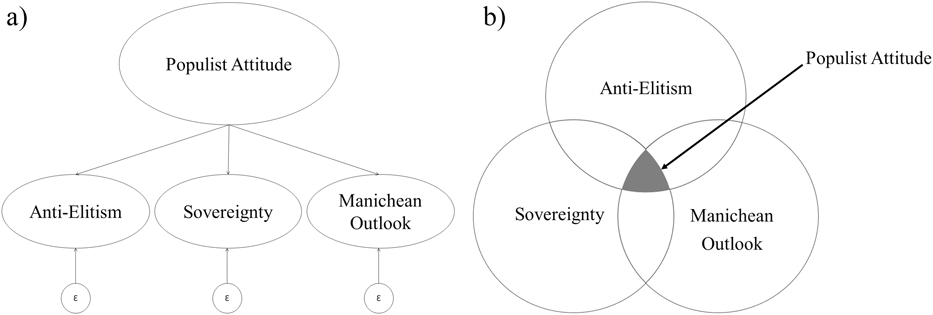 a)
Populist Attitude
Anti-Elitism
Sovereignty
Manichean
Outlook
ε
ε
ε
b)
Populist Attitude
Anti-Elitism
Sovereignty
Manichean
Outlook